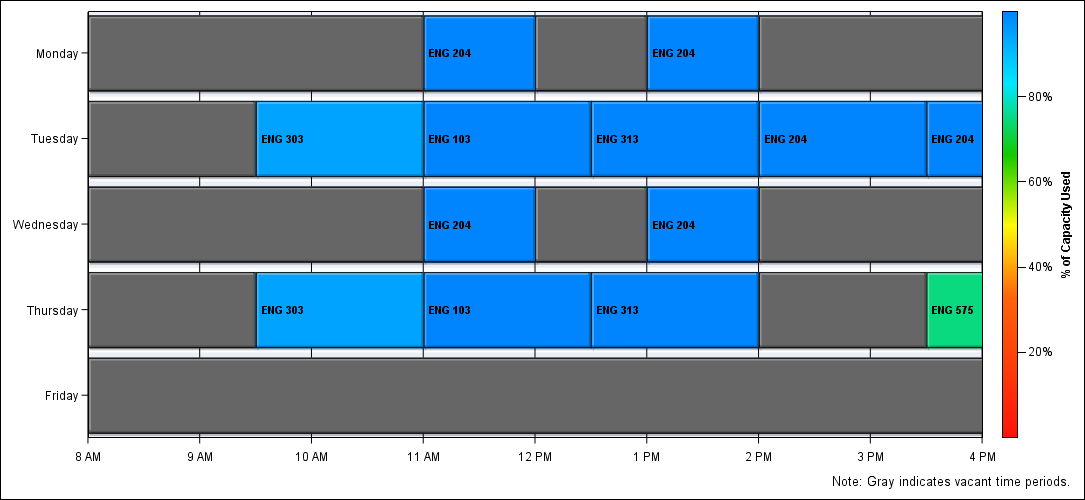 Monday
ENG 204
ENG 204
Tuesday
ENG 303
ENG 103
ENG 313
ENG 204
ENG 204
Wednesday
ENG 204
ENG 204
Thursday
ENG 303
ENG 103
ENG 313
ENG 575
Friday
8 AM
9 AM
10 AM
11 AM
12 PM
1 PM
2 PM
3 PM
4 PM
80%
60%
40%
20%
% of Capacity Used
Note: Gray indicates vacant time periods.